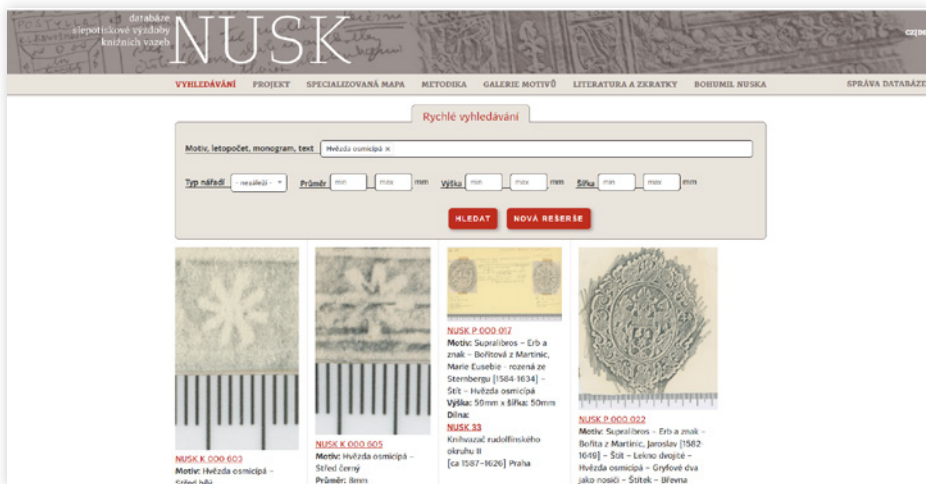 databáze
slepotiskové výzdoby
knižních vazeb
NUSK
VYHLEDÁVÁNÍ PROJEKT SPECIALIZOVANÁ MAPA METODIKA GALERIE MOTIVŮ LITERATURA A ZKRATKY BOHUMIL NUSKA SPRÁVA DATABÁZE
Rychlé vyhledávání
Motiv, letopočet, monogram, text Hvězda osmicípá ×
Typ nářadí - nezáleží - Průměr min max mm Výška min max mm Šířka min max mm
HLEDAT NOVÁ REŠERŠE
NUSK K 000 603
Motiv: Hvězda osmicípá –
Střed bílý
NUSK K 000 605
Motiv: Hvězda osmicípá –
Střed černý
Průměr: 8mm
NUSK P 000 017
Motiv: Supralibros – Erb a
znak – Bořitová z Martinic,
Marie Eusebie - rozená ze
Sternbergu [1584-1634] –
Štít – Hvězda osmicípá
Výška: 59mm x šířka: 50mm
Dílna:
NUSK 33
Knihvazač rudolfínského
okruhu II
[ca 1587–1626] Praha
NUSK P 000 022
Motiv: Supralibros – Erb a znak –
Bořita z Martinic, Jaroslav [1582-
1649] – Štít – Lekno dvojité –
Hvězda osmicípá – Gryfové dva
jako nosiči – Štítek – Břevna